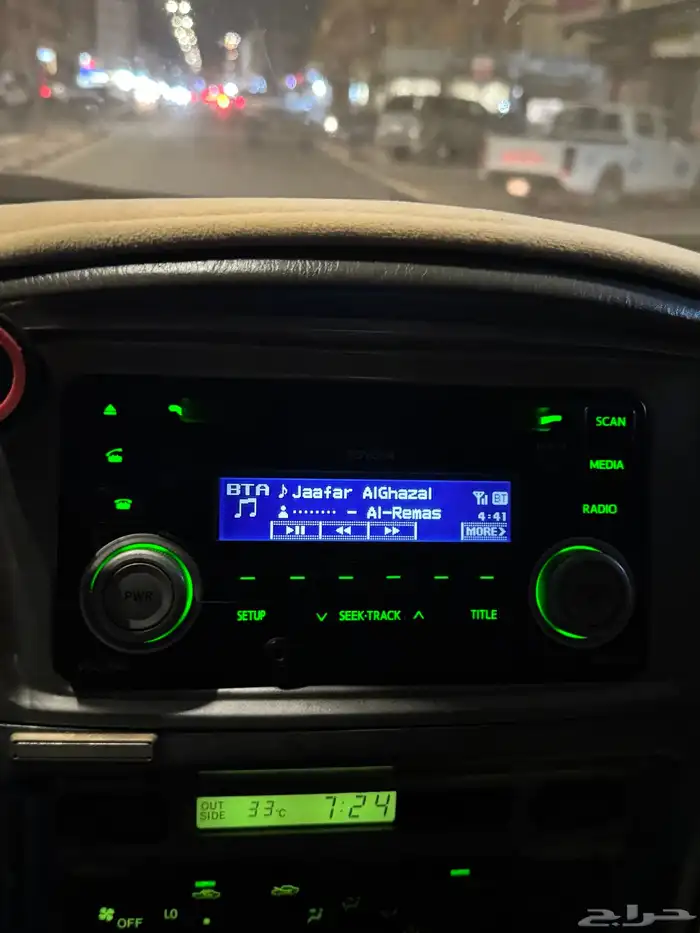 SCAN
MEDIA
RADIO
BTA Jaafar AlGhazal
BT
········ - Al-Remas
4:41
MORE>
PWR
SETUP
SEEK·TRACK
TITLE
OUT SIDE 33°C 7:24
OFF
LO
حراج